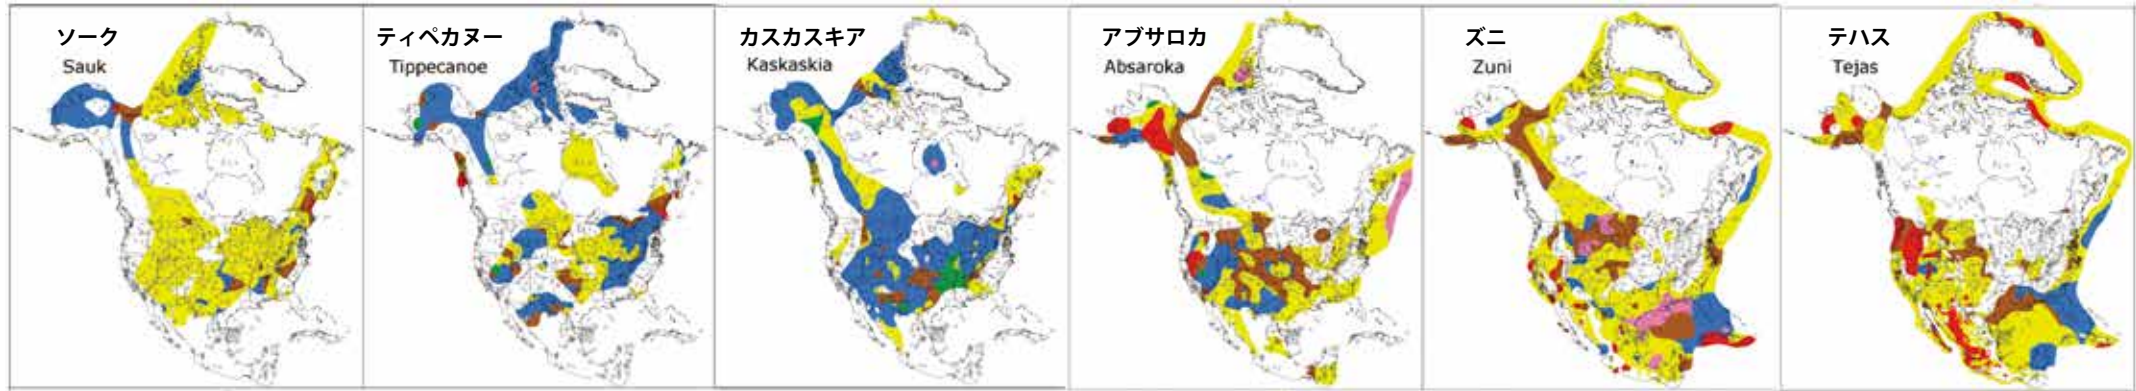 ソーク
Sauk
ティペカヌー
Tippecanoe
カスカスキア
Kaskaskia
アブサロカ
Absaroka
ズニ
Zuni
テハス
Tejas